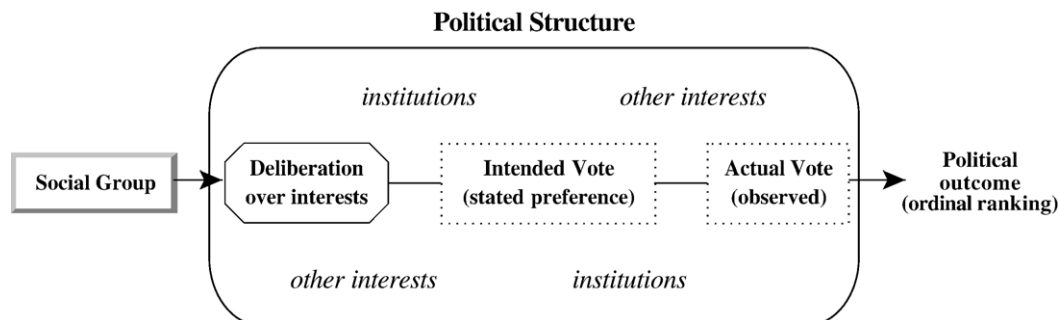 Political Structure
institutions
other interests
Social Group
Deliberation
over interests
Intended Vote
(stated preference)
Actual Vote
(observed)
Political
outcome
(ordinal ranking)
other interests
institutions